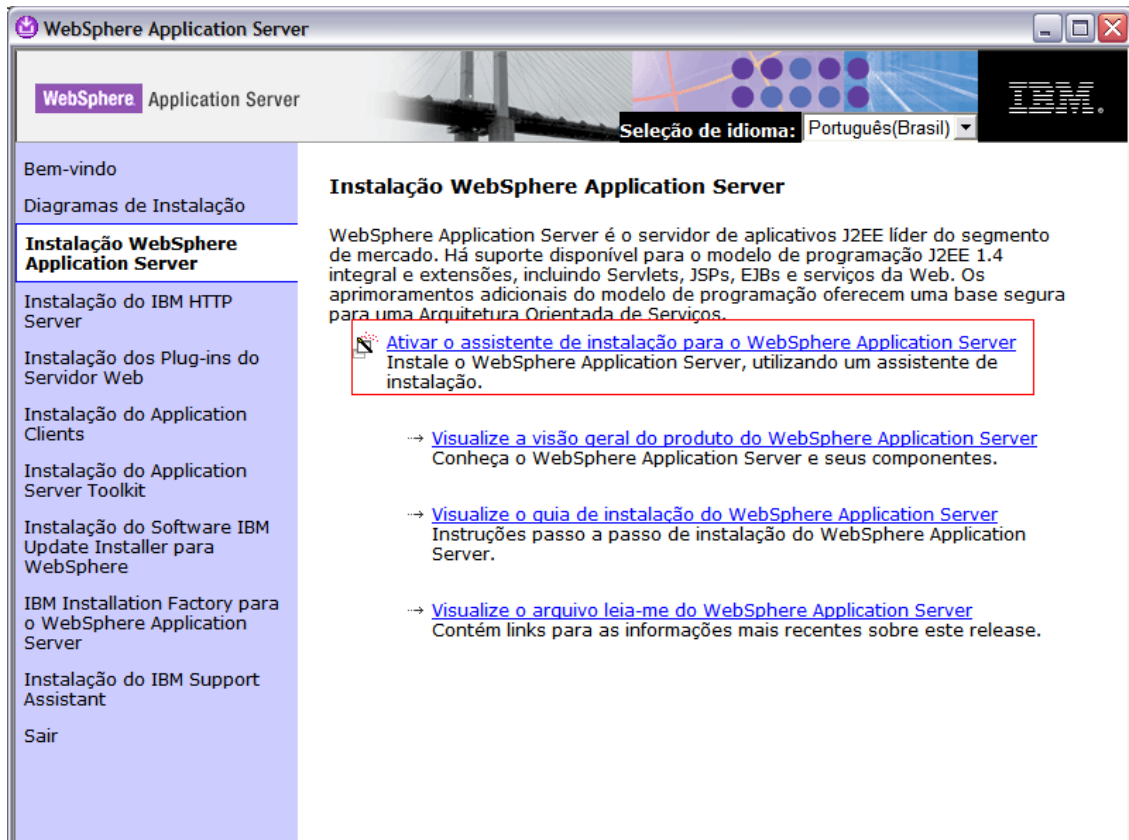 WebSphere Application Server
WebSphere. Application Server
IBM.
Seleção de idioma: Português(Brasil)
Bem-vindo
Diagramas de Instalação
Instalação WebSphere
Application Server
Instalação do IBM HTTP
Server
Instalação dos Plug-ins do
Servidor Web
Instalação do Application
Clients
Instalação do Application
Server Toolkit
Instalação do Software IBM
Update Installer para
WebSphere
IBM Installation Factory para
o WebSphere Application
Server
Instalação do IBM Support
Assistant
Sair
Instalação WebSphere Application Server
WebSphere Application Server é o servidor de aplicativos J2EE líder do segmento
de mercado. Há suporte disponível para o modelo de programação J2EE 1.4
integral e extensões, incluindo Servlets, JSPs, EJBs e serviços da Web. Os
aprimoramentos adicionais do modelo de programação oferecem uma base segura
para uma Arquitetura Orientada de Serviços.
Ativar o assistente de instalação para o WebSphere Application Server
Instale o WebSphere Application Server, utilizando um assistente de
instalação.
Visualize a visão geral do produto do WebSphere Application Server
Conheça o WebSphere Application Server e seus componentes.
Visualize o guia de instalação do WebSphere Application Server
Instruções passo a passo de instalação do WebSphere Application
Server.
Visualize o arquivo leia-me do WebSphere Application Server
Contém links para as informações mais recentes sobre este release.